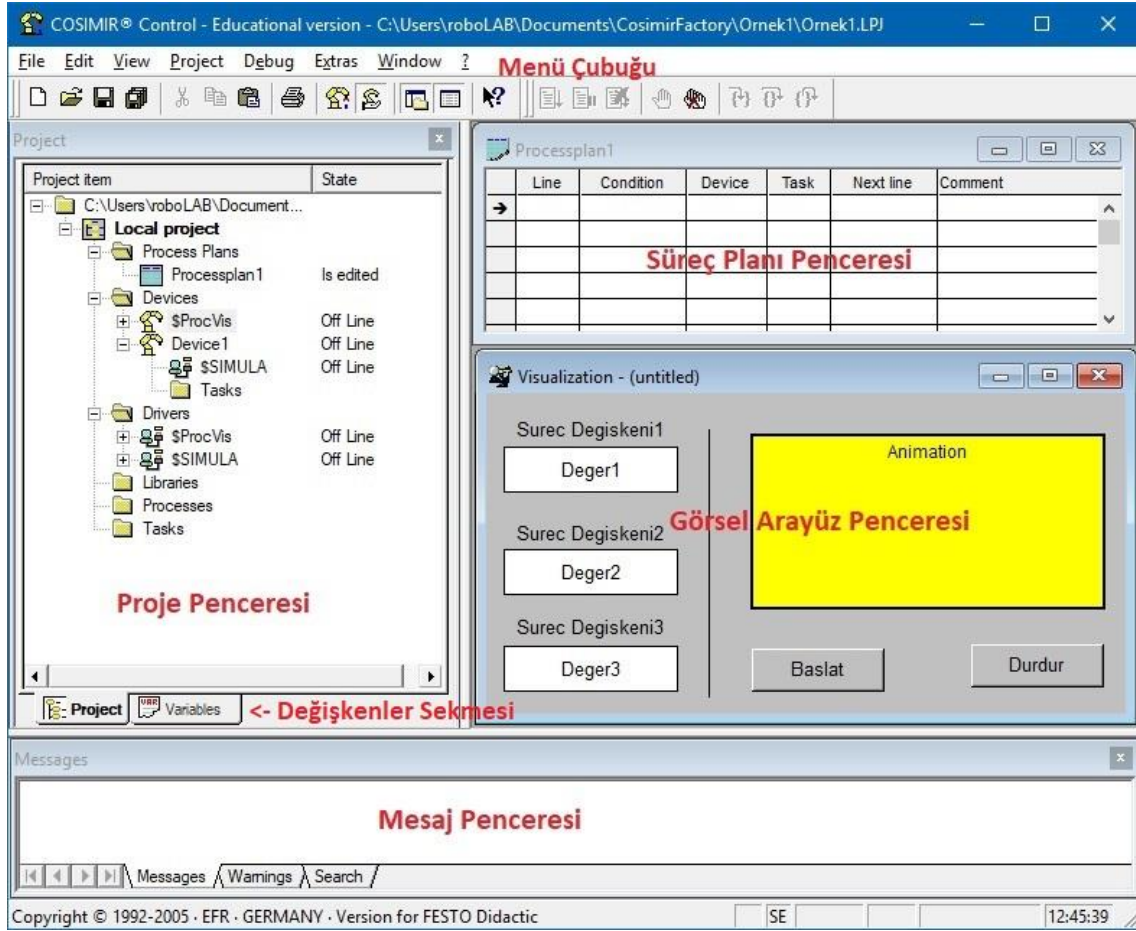 COSIMIR® Control - Educational version - C:\Users\roboLAB\Documents\CosimirFactory\Ornek1\Ornek1.LPJ
File Edit View Project Debug Extras Window ?
Menü Çubuğu
Project
Project item State
C:\Users\roboLAB\Document...
Local project
Process Plans
Processplan1 Is edited
Devices
$ProcVis Off Line
Device1 Off Line
$SIMULA Off Line
Tasks
Drivers
$ProcVis Off Line
$SIMULA Off Line
Libraries
Processes
Tasks
Proje Penceresi
Project Variables
<- Değişkenler Sekmesi
Processplan1
Line Condition Device Task Next line Comment
Süreç Planı Penceresi
Visualization - (untitled)
Surec Degiskeni1
Deger1
Surec Degiskeni2
Deger2
Surec Degiskeni3
Deger3
Animation
Görsel Arayüz Penceresi
Baslat
Durdur
Messages
Mesaj Penceresi
Messages Warnings Search
Copyright © 1992-2005 · EFR · GERMANY · Version for FESTO Didactic
SE
12:45:39